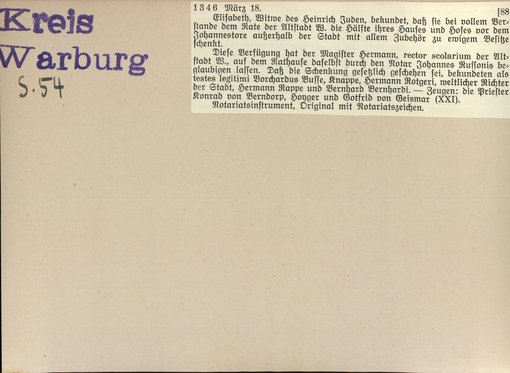 Kreis
Warburg
S. 54
1346 März 18. [88
Elisabeth, Witwe des Heinrich Juden, bekundet, daß sie bei vollem Ver-
stande dem Rate der Altstadt W. die Hälfte ihres Hauses und Hofes vor dem
Johannestore außerhalb der Stadt mit allem Zubehör zu ewigem Besitze
schenkt.
Diese Verfügung hat der Magister Hermann, rector scolarium der Alt-
stadt W., auf dem Rathause daselbst durch den Notar Johannes Russonis be-
glaubigen lassen. Daß die Schenkung gesetzlich geschehen sei, bekundeten als
testes legitimi Borchardus Busse, Knappe, Hermann Rotgeri, weltlicher Richter
der Stadt, Hermann Rappe und Bernhard Bernhardi. — Zeugen: die Priester
Konrad von Berndorp, Hoyger und Gotfrid von Geismar (XXI).
Notariatsinstrument, Original mit Notariatszeichen.